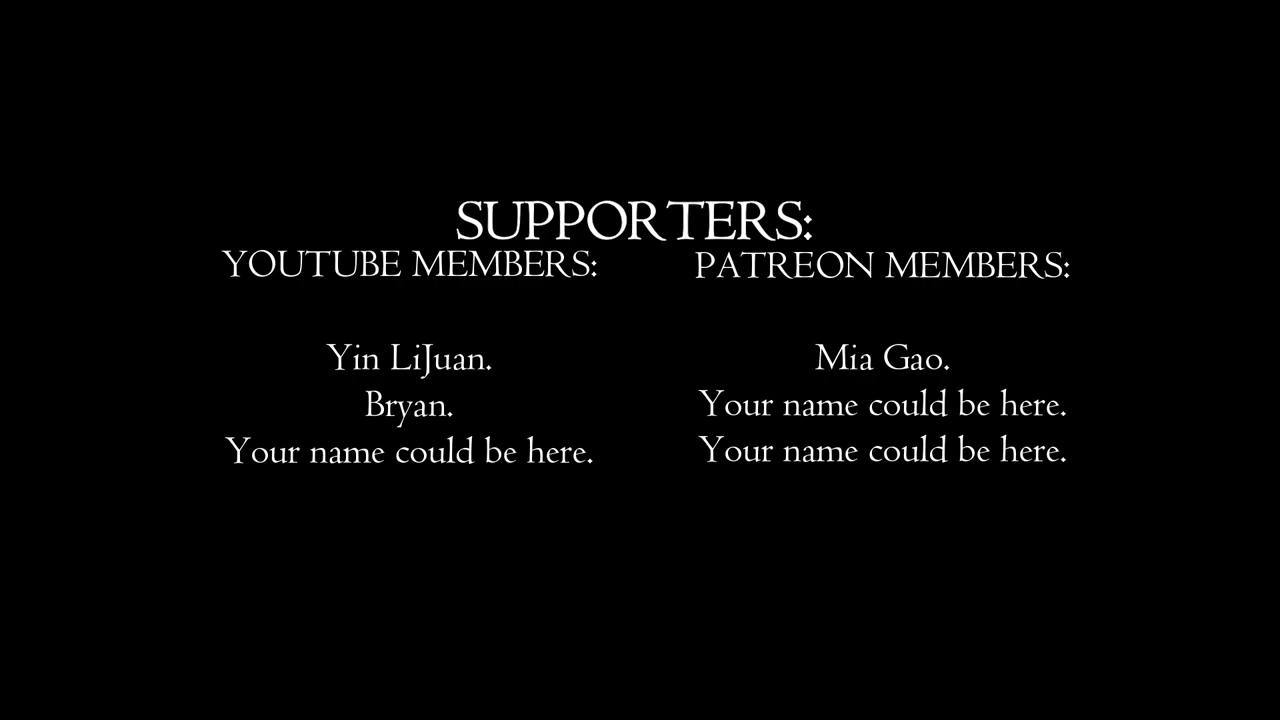 SUPPORTERS:
YOUTUBE MEMBERS:
Yin LiJuan.
Bryan.
Your name could be here.
PATREON MEMBERS:
Mia Gao.
Your name could be here.
Your name could be here.